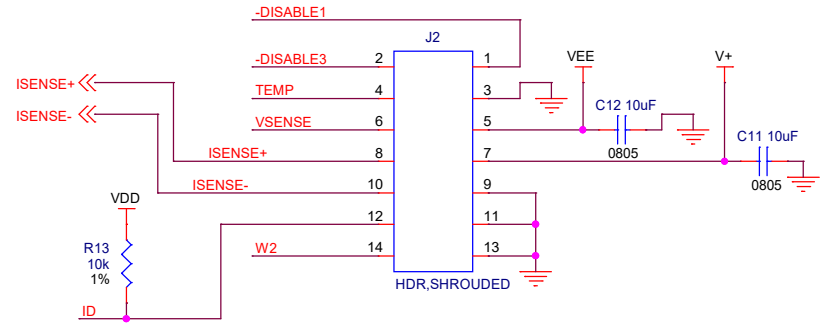 -DISABLE1
J2
-DISABLE3 2 1 VEE V+
ISENSE+ TEMP 4 3
C12 10uF
ISENSE- VSENSE 6 5
C11 10uF
ISENSE+ 8 7 0805
ISENSE- 10 9 0805
VDD
12 11
R13 W2 14 13
10k
1%
HDR,SHROUDED
ID